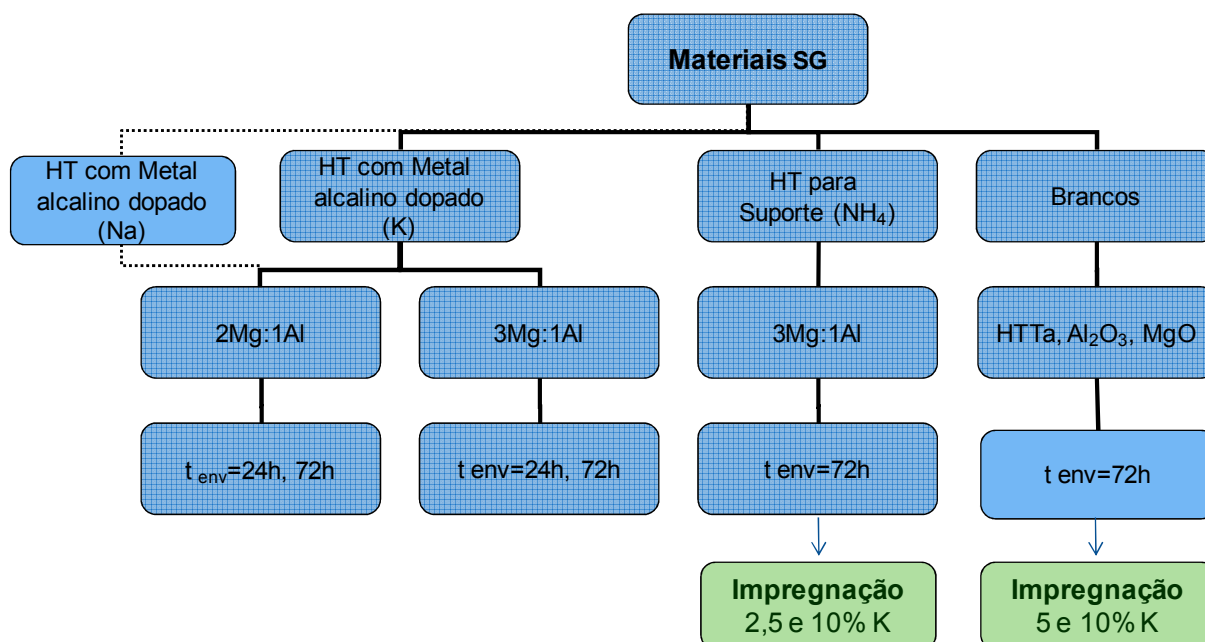 Materiais SG
HT com Metal
alcalino dopado
(Na)
HT com Metal
alcalino dopado
(K)
HT para
Suporte (NH₄)
Brancos
2Mg:1Al
3Mg:1Al
3Mg:1Al
HTTa, Al₂O₃, MgO
t env=24h, 72h
t env=24h, 72h
t env=72h
t env=72h
Impregnação
2,5 e 10% K
Impregnação
5 e 10% K